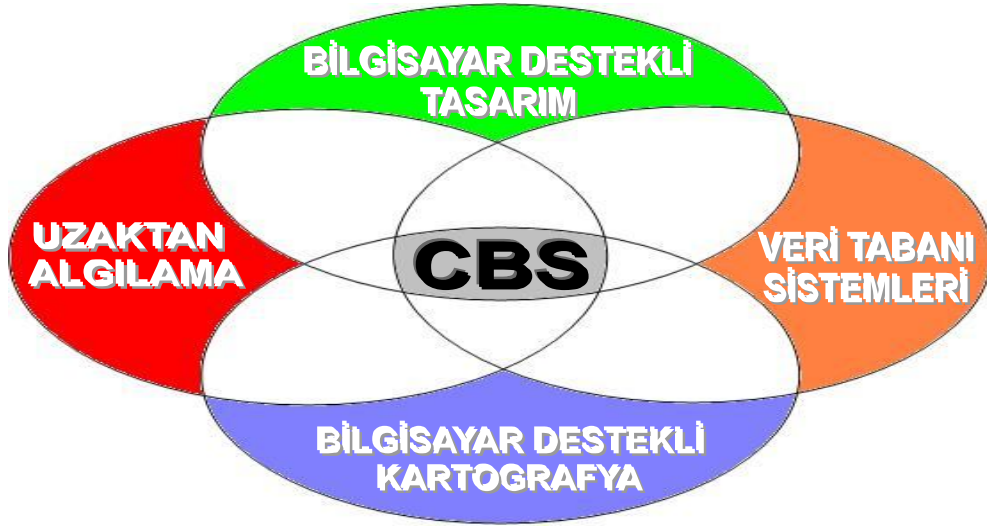 BİLGİSAYAR DESTEKLİ
TASARIM
UZAKTAN
ALGILAMA
CBS
VERİ TABANI
SİSTEMLERİ
BİLGİSAYAR DESTEKLİ
KARTOGRAFYA